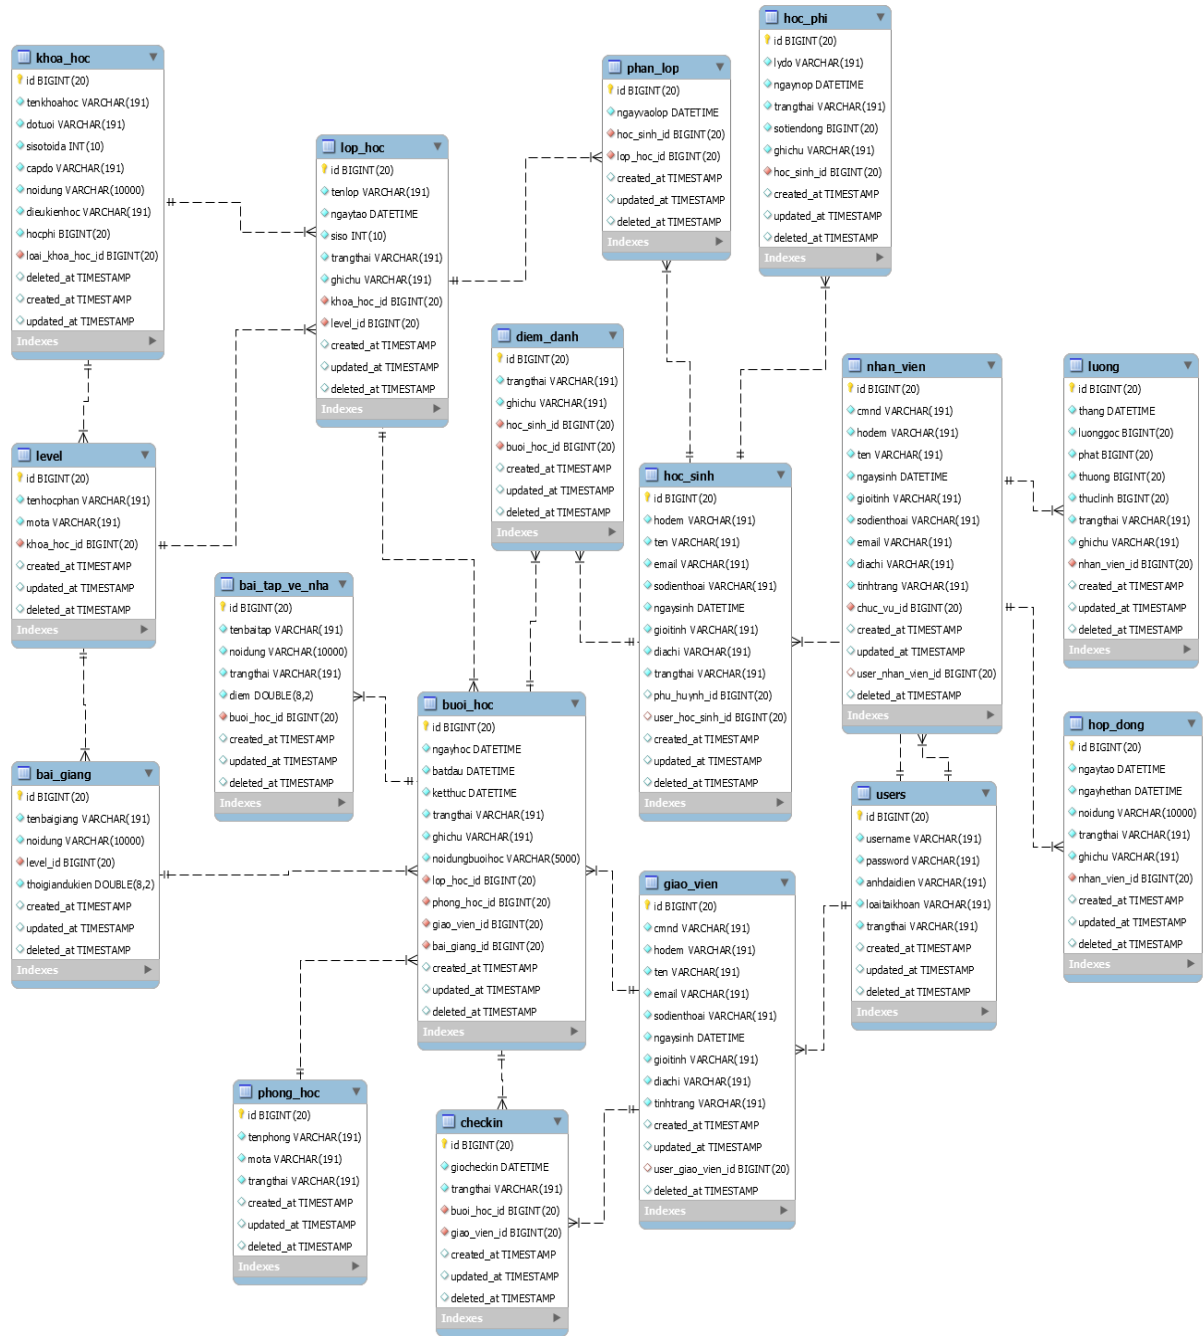 khoa_hoc
id BIGINT(20)
tenkhoahoc VARCHAR(191)
dotuoi VARCHAR(191)
sisotoida INT(10)
capdo VARCHAR(191)
noidung VARCHAR(10000)
dieukienhoc VARCHAR(191)
hocphi BIGINT(20)
loai_khoa_hoc_id BIGINT(20)
deleted_at TIMESTAMP
created_at TIMESTAMP
updated_at TIMESTAMP
Indexes
lop_hoc
id BIGINT(20)
tenlop VARCHAR(191)
ngaytao DATETIME
siso INT(10)
trangthai VARCHAR(191)
ghichu VARCHAR(191)
khoa_hoc_id BIGINT(20)
level_id BIGINT(20)
created_at TIMESTAMP
updated_at TIMESTAMP
deleted_at TIMESTAMP
Indexes
phan_lop
id BIGINT(20)
ngayvaolop DATETIME
hoc_sinh_id BIGINT(20)
lop_hoc_id BIGINT(20)
created_at TIMESTAMP
updated_at TIMESTAMP
deleted_at TIMESTAMP
Indexes
hoc_phi
id BIGINT(20)
lydo VARCHAR(191)
ngaynop DATETIME
trangthai VARCHAR(191)
sotiendong BIGINT(20)
ghichu VARCHAR(191)
hoc_sinh_id BIGINT(20)
created_at TIMESTAMP
updated_at TIMESTAMP
deleted_at TIMESTAMP
Indexes
diem_danh
id BIGINT(20)
trangthai VARCHAR(191)
ghichu VARCHAR(191)
hoc_sinh_id BIGINT(20)
buoi_hoc_id BIGINT(20)
created_at TIMESTAMP
updated_at TIMESTAMP
deleted_at TIMESTAMP
Indexes
nhan_vien
id BIGINT(20)
cmnd VARCHAR(191)
hodem VARCHAR(191)
ten VARCHAR(191)
ngaysinh DATETIME
gioitinh VARCHAR(191)
sodienthoai VARCHAR(191)
email VARCHAR(191)
diachi VARCHAR(191)
tinhtrang VARCHAR(191)
chuc_vu_id BIGINT(20)
created_at TIMESTAMP
updated_at TIMESTAMP
user_nhan_vien_id BIGINT(20)
deleted_at TIMESTAMP
Indexes
luong
id BIGINT(20)
thang DATETIME
luonggoc BIGINT(20)
phat BIGINT(20)
thuong BIGINT(20)
thuclinh BIGINT(20)
trangthai VARCHAR(191)
ghichu VARCHAR(191)
nhan_vien_id BIGINT(20)
created_at TIMESTAMP
updated_at TIMESTAMP
deleted_at TIMESTAMP
Indexes
level
id BIGINT(20)
tenhocphan VARCHAR(191)
mota VARCHAR(191)
khoa_hoc_id BIGINT(20)
created_at TIMESTAMP
updated_at TIMESTAMP
deleted_at TIMESTAMP
Indexes
hoc_sinh
id BIGINT(20)
hodem VARCHAR(191)
ten VARCHAR(191)
email VARCHAR(191)
sodienthoai VARCHAR(191)
ngaysinh DATETIME
gioitinh VARCHAR(191)
diachi VARCHAR(191)
trangthai VARCHAR(191)
phu_huynh_id BIGINT(20)
user_hoc_sinh_id BIGINT(20)
created_at TIMESTAMP
updated_at TIMESTAMP
deleted_at TIMESTAMP
Indexes
bai_tap_ve_nha
id BIGINT(20)
tenbaitap VARCHAR(191)
noidung VARCHAR(10000)
trangthai VARCHAR(191)
diem DOUBLE(8,2)
buoi_hoc_id BIGINT(20)
created_at TIMESTAMP
updated_at TIMESTAMP
deleted_at TIMESTAMP
Indexes
buoi_hoc
id BIGINT(20)
ngayhoc DATETIME
batdau DATETIME
ketthuc DATETIME
trangthai VARCHAR(191)
ghichu VARCHAR(191)
noidungbuoihoc VARCHAR(5000)
lop_hoc_id BIGINT(20)
phong_hoc_id BIGINT(20)
giao_vien_id BIGINT(20)
bai_giang_id BIGINT(20)
created_at TIMESTAMP
updated_at TIMESTAMP
deleted_at TIMESTAMP
Indexes
hop_dong
id BIGINT(20)
ngaytao DATETIME
ngayhethan DATETIME
noidung VARCHAR(10000)
trangthai VARCHAR(191)
ghichu VARCHAR(191)
nhan_vien_id BIGINT(20)
created_at TIMESTAMP
updated_at TIMESTAMP
deleted_at TIMESTAMP
Indexes
bai_giang
id BIGINT(20)
tenbaigiang VARCHAR(191)
noidung VARCHAR(10000)
level_id BIGINT(20)
thoigiandukien DOUBLE(8,2)
created_at TIMESTAMP
updated_at TIMESTAMP
deleted_at TIMESTAMP
Indexes
users
id BIGINT(20)
username VARCHAR(191)
password VARCHAR(191)
anhdaidien VARCHAR(191)
loaitaikhoan VARCHAR(191)
trangthai VARCHAR(191)
created_at TIMESTAMP
updated_at TIMESTAMP
deleted_at TIMESTAMP
Indexes
giao_vien
id BIGINT(20)
cmnd VARCHAR(191)
hodem VARCHAR(191)
ten VARCHAR(191)
email VARCHAR(191)
sodienthoai VARCHAR(191)
ngaysinh DATETIME
gioitinh VARCHAR(191)
diachi VARCHAR(191)
tinhtrang VARCHAR(191)
created_at TIMESTAMP
updated_at TIMESTAMP
user_giao_vien_id BIGINT(20)
deleted_at TIMESTAMP
Indexes
phong_hoc
id BIGINT(20)
tenphong VARCHAR(191)
mota VARCHAR(191)
trangthai VARCHAR(191)
created_at TIMESTAMP
updated_at TIMESTAMP
deleted_at TIMESTAMP
Indexes
checkin
id BIGINT(20)
giocheckin DATETIME
trangthai VARCHAR(191)
buoi_hoc_id BIGINT(20)
giao_vien_id BIGINT(20)
created_at TIMESTAMP
updated_at TIMESTAMP
deleted_at TIMESTAMP
Indexes